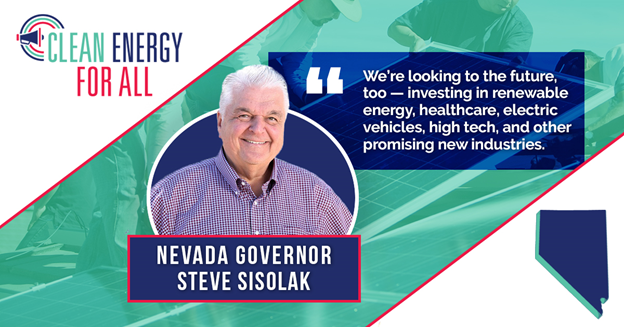 CLEAN ENERGY
FOR ALL
“
We’re looking to the future,
too — investing in renewable
energy, healthcare, electric
vehicles, high tech, and other
promising new industries.
NEVADA GOVERNOR
STEVE SISOLAK